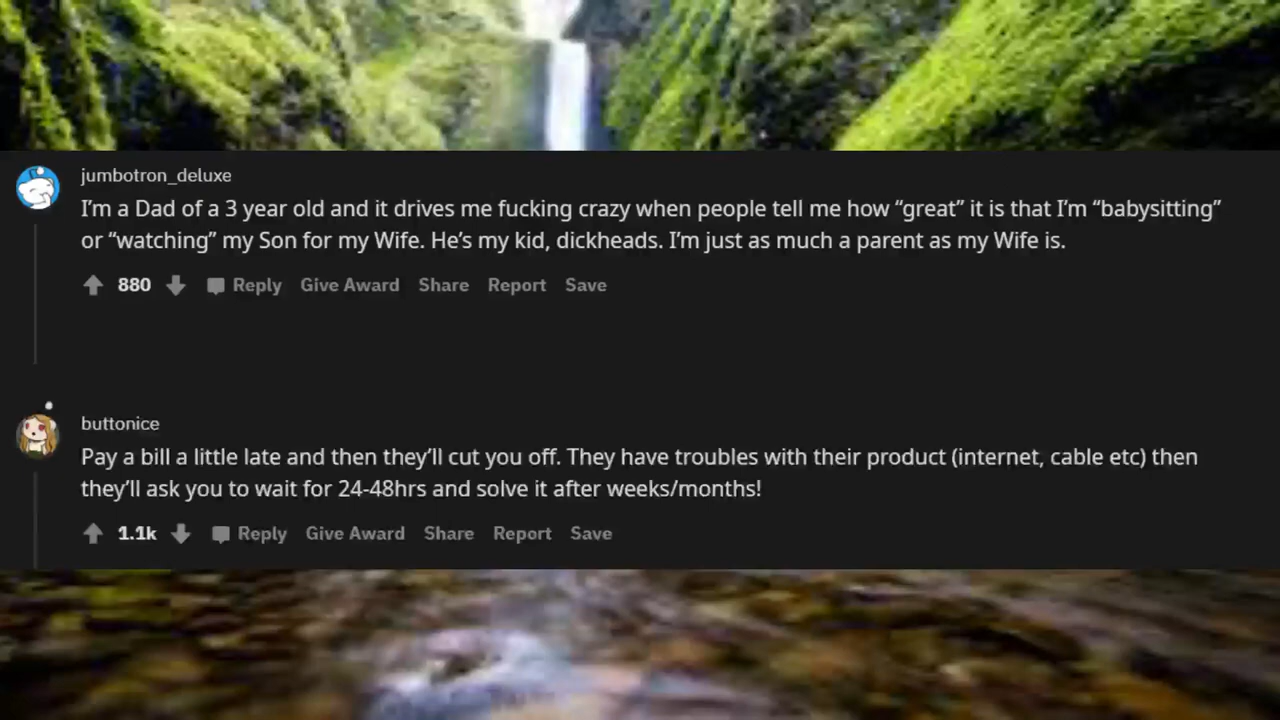 jumbotron_deluxe
I’m a Dad of a 3 year old and it drives me fucking crazy when people tell me how “great” it is that I’m “babysitting”
or “watching” my Son for my Wife. He’s my kid, dickheads. I’m just as much a parent as my Wife is.
880 Reply Give Award Share Report Save
buttonice
Pay a bill a little late and then they’ll cut you off. They have troubles with their product (internet, cable etc) then
they’ll ask you to wait for 24-48hrs and solve it after weeks/months!
1.1k Reply Give Award Share Report Save